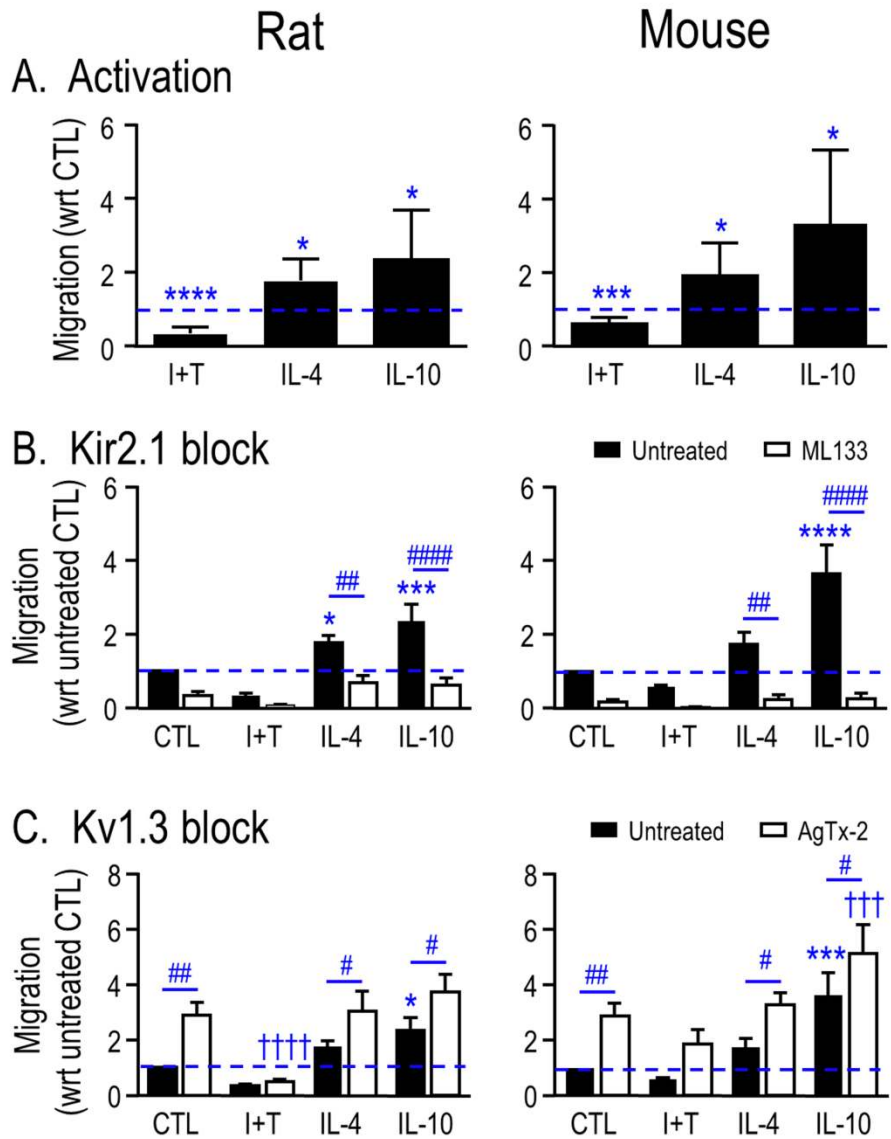 Rat Mouse
A. Activation
Migration (wrt CTL)
6 6
* * *
4 4
* *
2 2
**** ***
0 0
I+T IL-4 IL-10 I+T IL-4 IL-10
B. Kir2.1 block
Untreated ML133
Migration
(wrt untreated CTL)
6 6
#### ####
## *** ****
4 4
* ##
2 2
0 0
CTL I+T IL-4 IL-10 CTL I+T IL-4 IL-10
C. Kv1.3 block
Untreated AgTx-2
Migration
(wrt untreated CTL)
8 8
# #
6 6
## # * ## # *** †††
4 4
††††
2 2
0 0
CTL I+T IL-4 IL-10 CTL I+T IL-4 IL-10